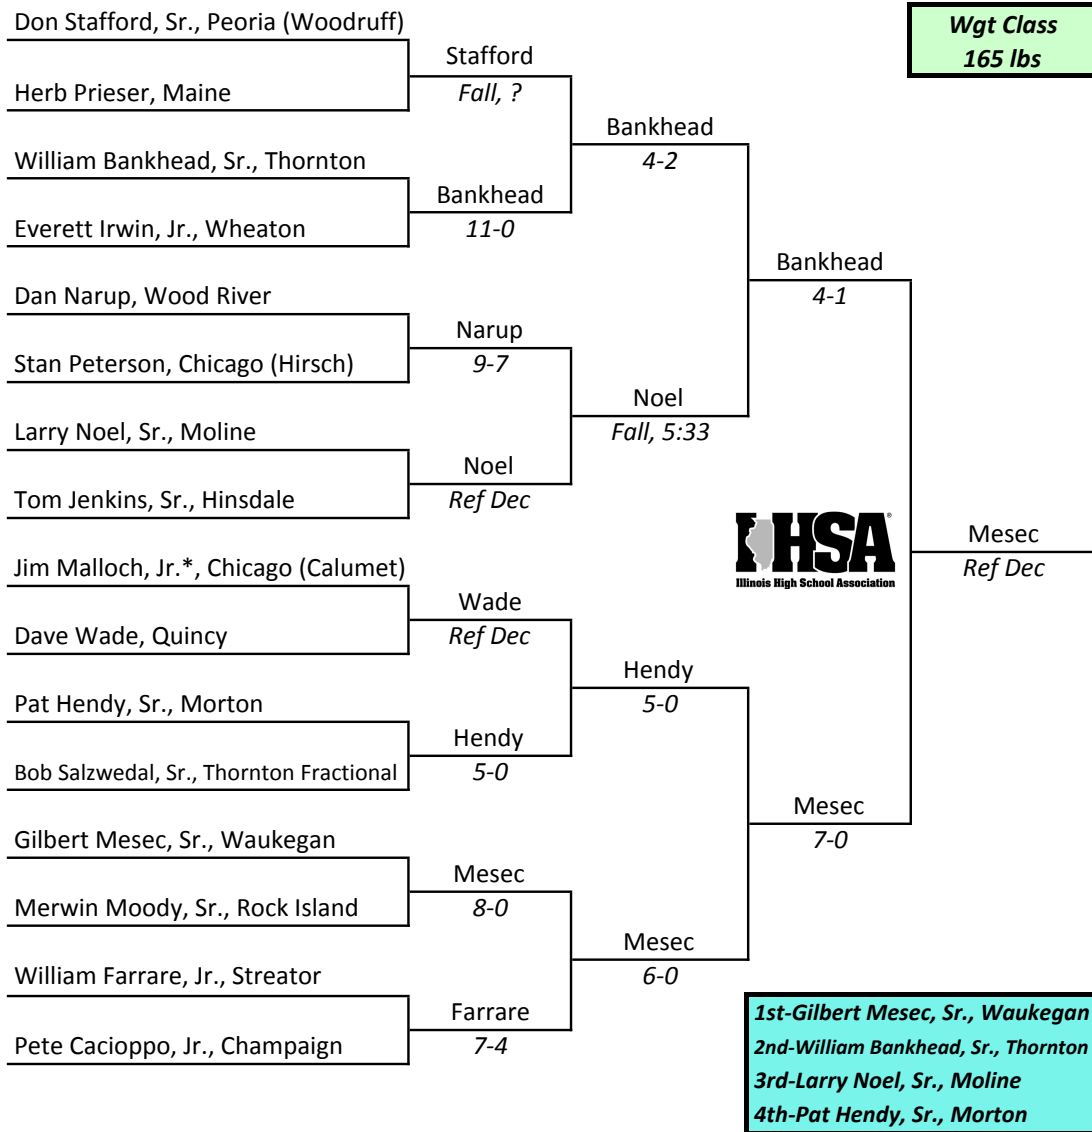 Don Stafford, Sr., Peoria (Woodruff)
Herb Prieser, Maine
William Bankhead, Sr., Thornton
Everett Irwin, Jr., Wheaton
Dan Narup, Wood River
Stan Peterson, Chicago (Hirsch)
Larry Noel, Sr., Moline
Tom Jenkins, Sr., Hinsdale
Jim Malloch, Jr.*, Chicago (Calumet)
Dave Wade, Quincy
Pat Hendy, Sr., Morton
Bob Salzwedal, Sr., Thornton Fractional
Gilbert Mesec, Sr., Waukegan
Merwin Moody, Sr., Rock Island
William Farrare, Jr., Streator
Pete Cacioppo, Jr., Champaign
Stafford
Fall, ?
Bankhead
11-0
Narup
9-7
Noel
Ref Dec
Wade
Ref Dec
Hendy
5-0
Mesec
8-0
Farrare
7-4
Bankhead
4-2
Noel
Fall, 5:33
Hendy
5-0
Mesec
6-0
Bankhead
4-1
Mesec
7-0
Mesec
Ref Dec
Wgt Class
165 lbs
IHSA®
Illinois High School Association
1st-Gilbert Mesec, Sr., Waukegan
2nd-William Bankhead, Sr., Thornton
3rd-Larry Noel, Sr., Moline
4th-Pat Hendy, Sr., Morton